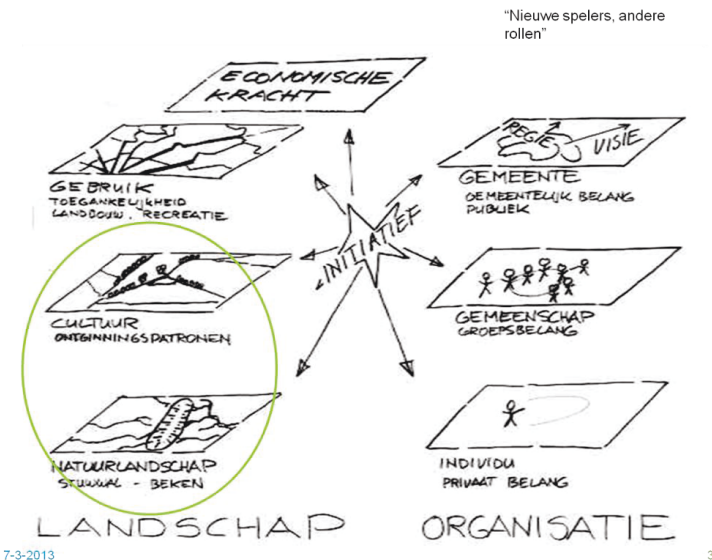 “Nieuwe spelers, andere
rollen”
ECONOMISCHE
KRACHT
GEBRUIK
TOEGANKELIJKHEID
LANDBOUW. RECREATIE
REGIE
VISIE
GEMEENTE
GEMEENTELIJK BELANG
PUBLIEK
"INITIATIEF
CULTUUR
ONTGINNINGSPATRONEN
GEMEENSCHAP
GROEPSBELANG
NATUURLANDSCHAP
STUWWAL - BEKEN
INDIVIDU
PRIVAAT BELANG
LANDSCHAP
ORGANISATIE
7-3-2013
3